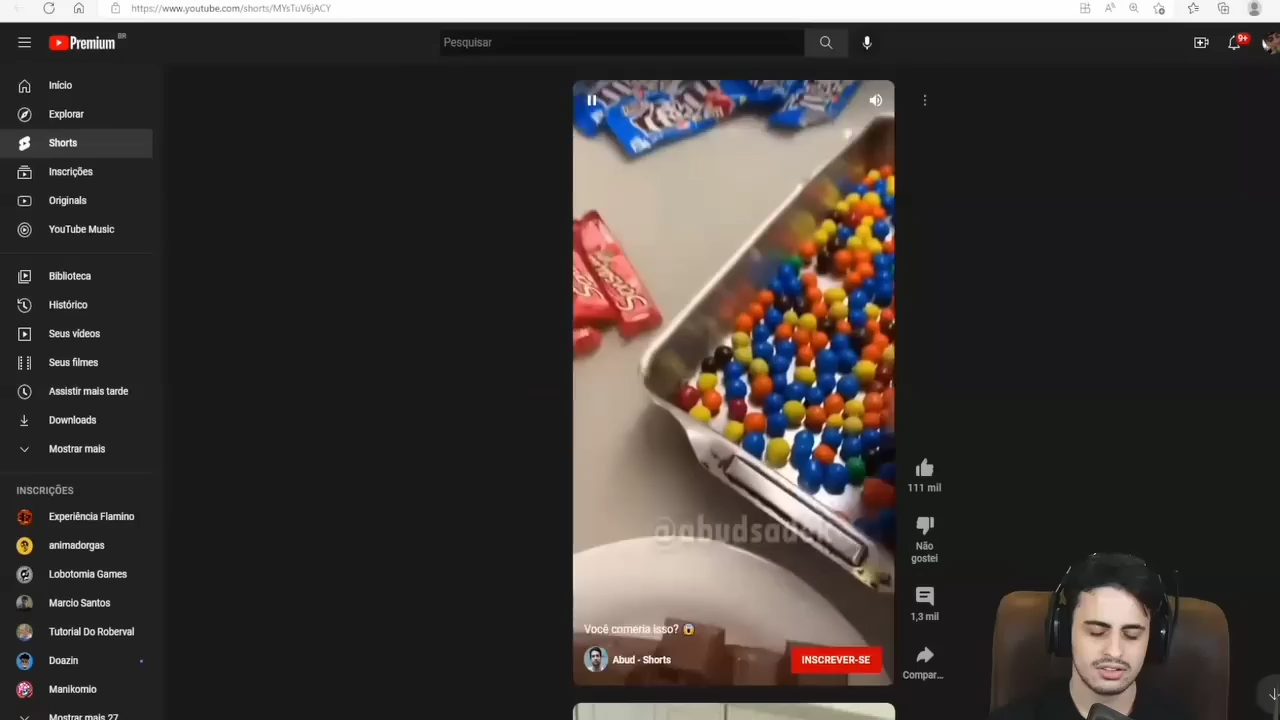 https://www.youtube.com/shorts/MYsTuV6jACY
Premium BR
Pesquisar
9+
Início
Explorar
Shorts
Inscrições
Originals
YouTube Music
Biblioteca
Histórico
Seus vídeos
Seus filmes
Assistir mais tarde
Downloads
Mostrar mais
INSCRIÇÕES
Experiência Flamino
animadorgas
Lobotomia Games
Marcio Santos
Tutorial Do Roberval
Doazin
Manikomio
Mostrar mais 27
@abudsadek
Você comeria isso?
Abud - Shorts
INSCREVER-SE
111 mil
Não
gostei
1,3 mil
Compar...